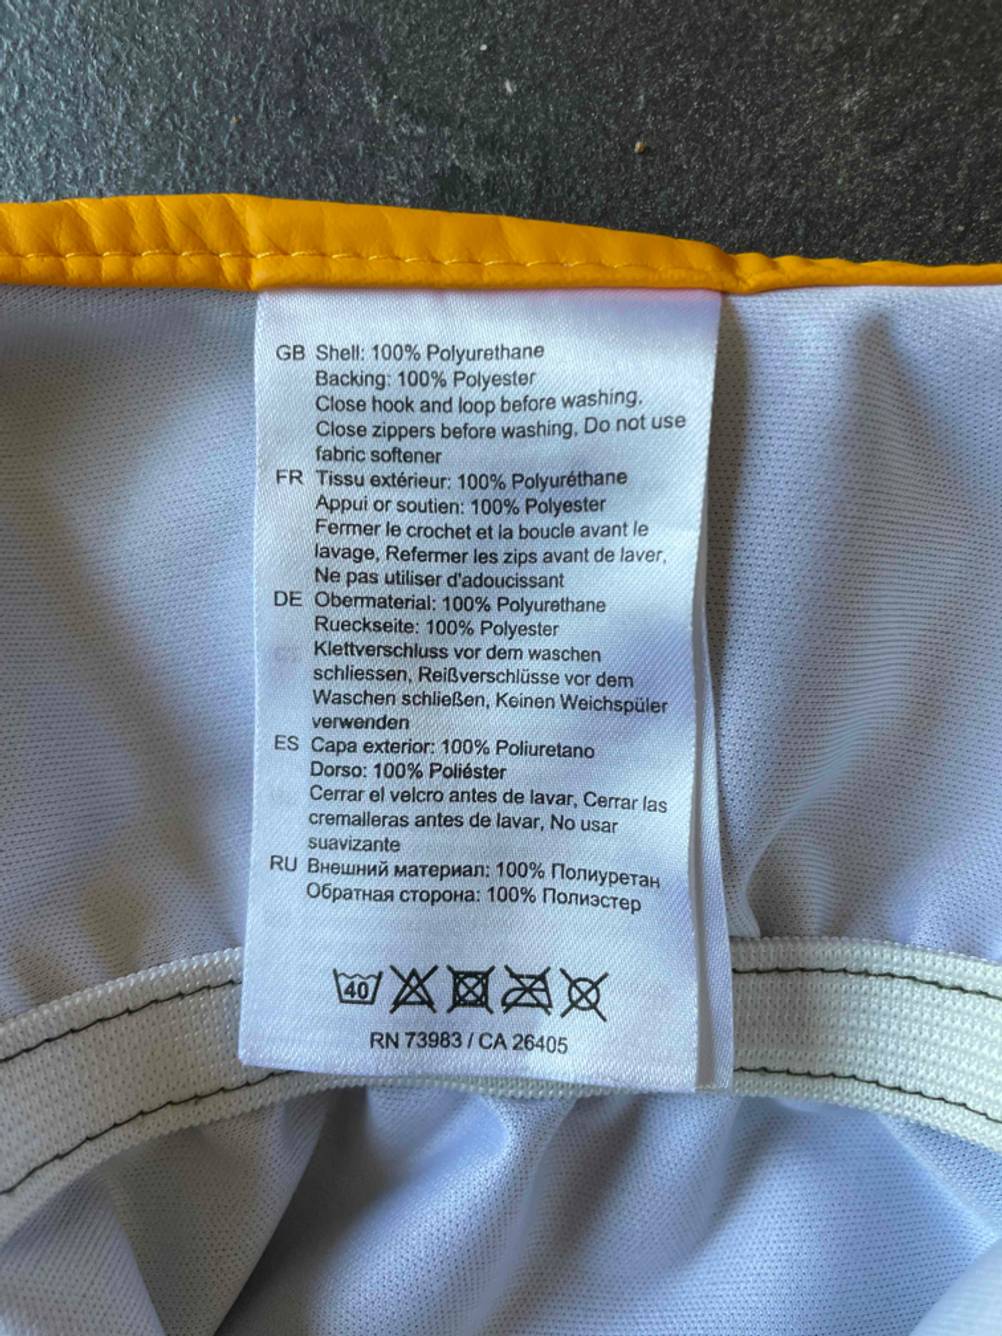 GB Shell: 100% Polyurethane
Backing: 100% Polyester
Close hook and loop before washing,
Close zippers before washing, Do not use
fabric softener
FR Tissu extérieur: 100% Polyuréthane
Appui or soutien: 100% Polyester
Fermer le crochet et la boucle avant le
lavage, Refermer les zips avant de laver,
Ne pas utiliser d'adoucissant
DE Obermaterial: 100% Polyurethane
Rueckseite: 100% Polyester
Klettverschluss vor dem waschen
schliessen, Reißverschlüsse vor dem
Waschen schließen, Keinen Weichspüler
verwenden
ES Capa exterior: 100% Poliuretano
Dorso: 100% Poliéster
Cerrar el velcro antes de lavar, Cerrar las
cremalleras antes de lavar, No usar
suavizante
RU Внешний материал: 100% Полиуретан
Обратная сторона: 100% Полиэстер
40
RN 73983 / CA 26405